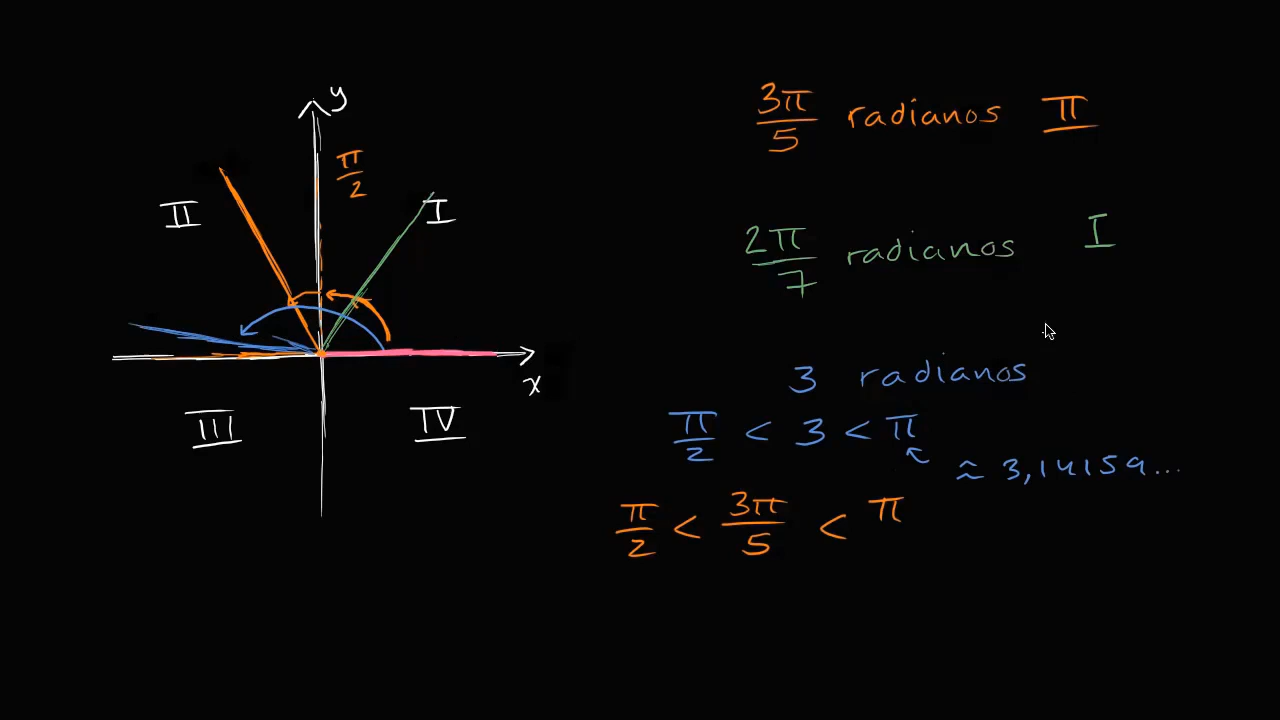 y
π/2
II
I
x
III
IV
3π/5 radianos II
2π/7 radianos I
3 radianos
π/2 < 3 < π
≈ 3,14159...
π/2 < 3π/5 < π